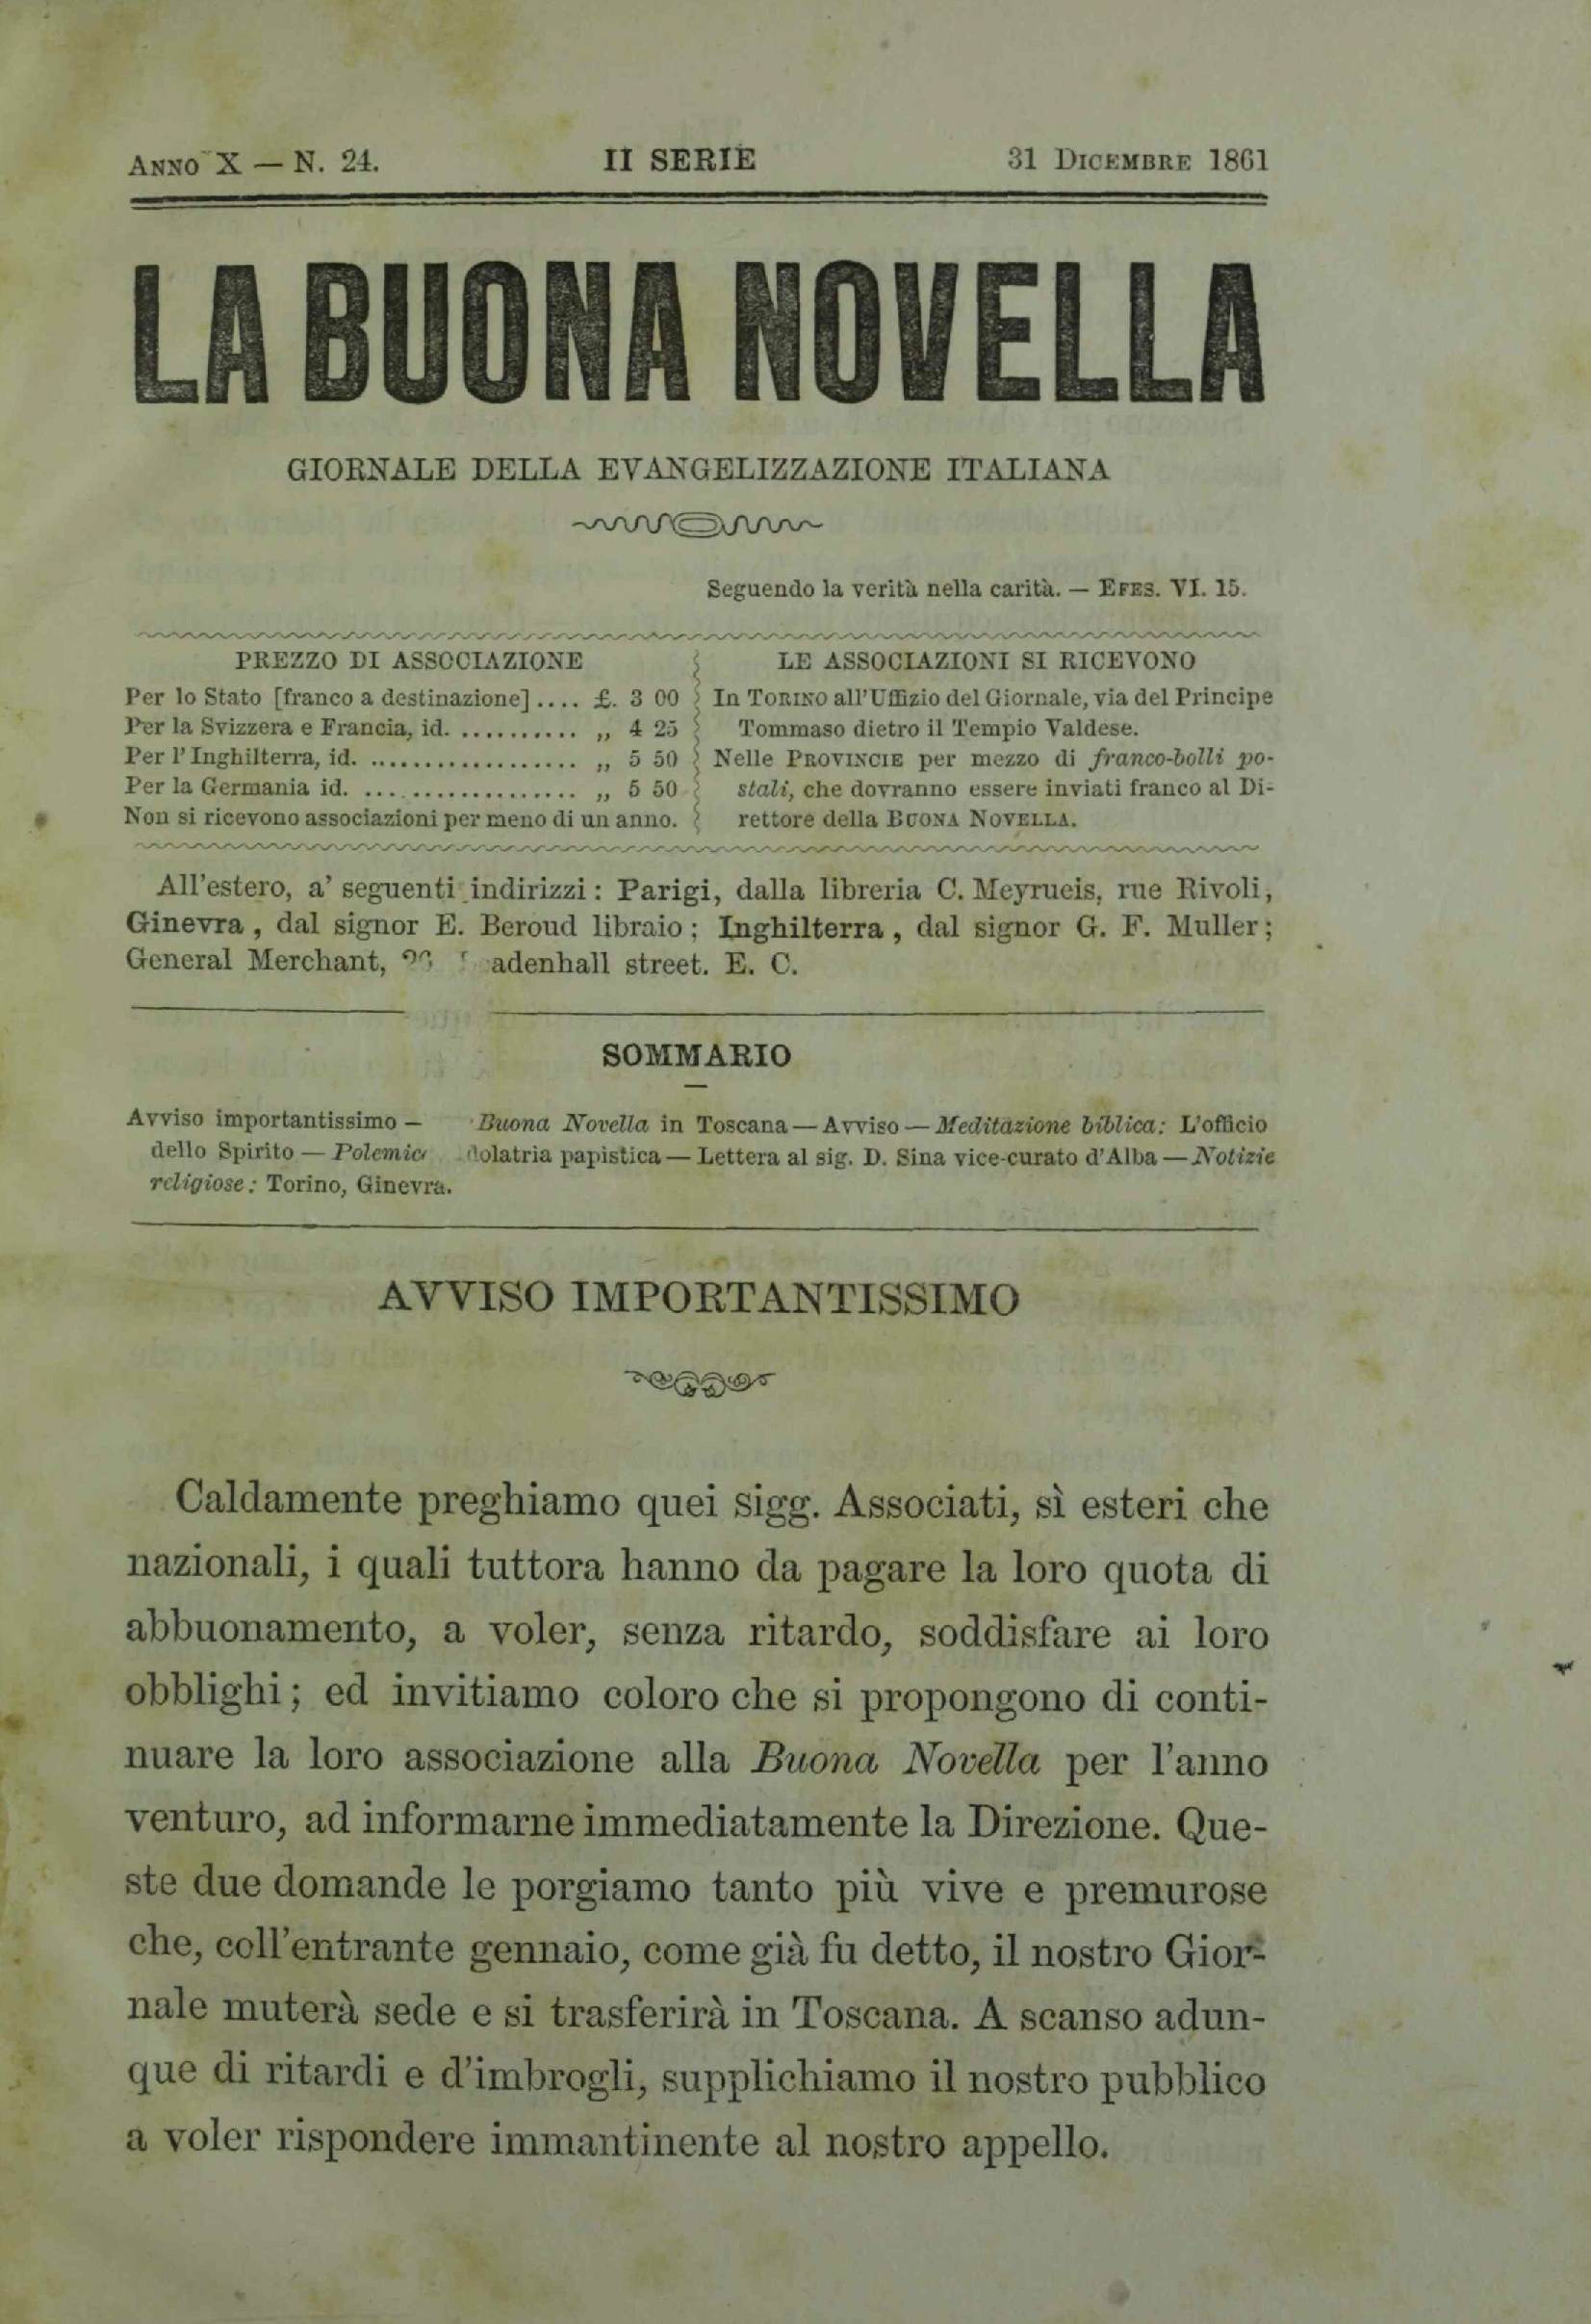 ANNO X — N. 24.
II SERIE
31 DICEMBRE 1861
LA BUONA NOVELLA
GIORNALE DELLA EVANGELIZZAZIONE ITALIANA
Seguendo la verità nella carità. — EFES. VI. 15.
PREZZO DI ASSOCIAZIONE
Per lo Stato [franco a destinazione] .... £. 3 00
Per la Svizzera e Francia, id. .......... „ 4 25
Per l'Inghilterra, id. .................. „ 5 50
Per la Germania id. .................... „ 5 50
Non si ricevono associazioni per meno di un anno.
LE ASSOCIAZIONI SI RICEVONO
In TORINO all'Uffizio del Giornale, via del Principe
Tommaso dietro il Tempio Valdese.
Nelle PROVINCIE per mezzo di franco-bolli po-
stali, che dovranno essere inviati franco al Di-
rettore della BUONA NOVELLA.
All'estero, a' seguenti indirizzi: Parigi, dalla libreria C. Meyrueis, rue Rivoli,
Ginevra, dal signor E. Beroud libraio; Inghilterra, dal signor G. F. Muller;
General Merchant, adenhall street. E. C.
SOMMARIO
Avviso importantissimo — Buona Novella in Toscana — Avviso — Meditazione biblica: L'officio
dello Spirito — Polemic dolatria papistica — Lettera al sig. D. Sina vice-curato d'Alba — Notizie
religiose: Torino, Ginevra.
AVVISO IMPORTANTISSIMO
Caldamente preghiamo quei sigg. Associati, sì esteri che
nazionali, i quali tuttora hanno da pagare la loro quota di
abbuonamento, a voler, senza ritardo, soddisfare ai loro
obblighi; ed invitiamo coloro che si propongono di conti-
nuare la loro associazione alla Buona Novella per l'anno
venturo, ad informarne immediatamente la Direzione. Que-
ste due domande le porgiamo tanto più vive e premurose
che, coll'entrante gennaio, come già fu detto, il nostro Gior-
nale muterà sede e si trasferirà in Toscana. A scanso adun-
que di ritardi e d'imbrogli, supplichiamo il nostro pubblico
a voler rispondere immantinente al nostro appello.